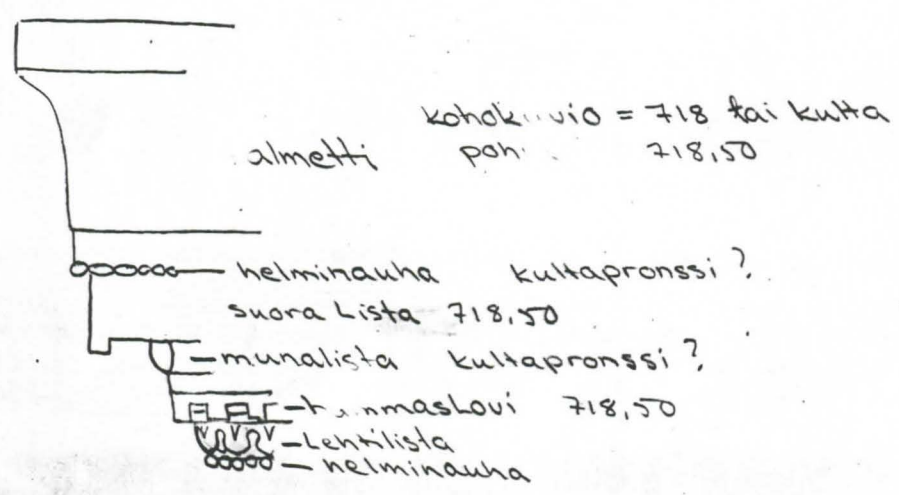 = 718 tai kulta
718,50
helminauha kultapronssi?
suora Lista 718,50
munalista kultapronssi?
718,50
Lehtilista
helminauha